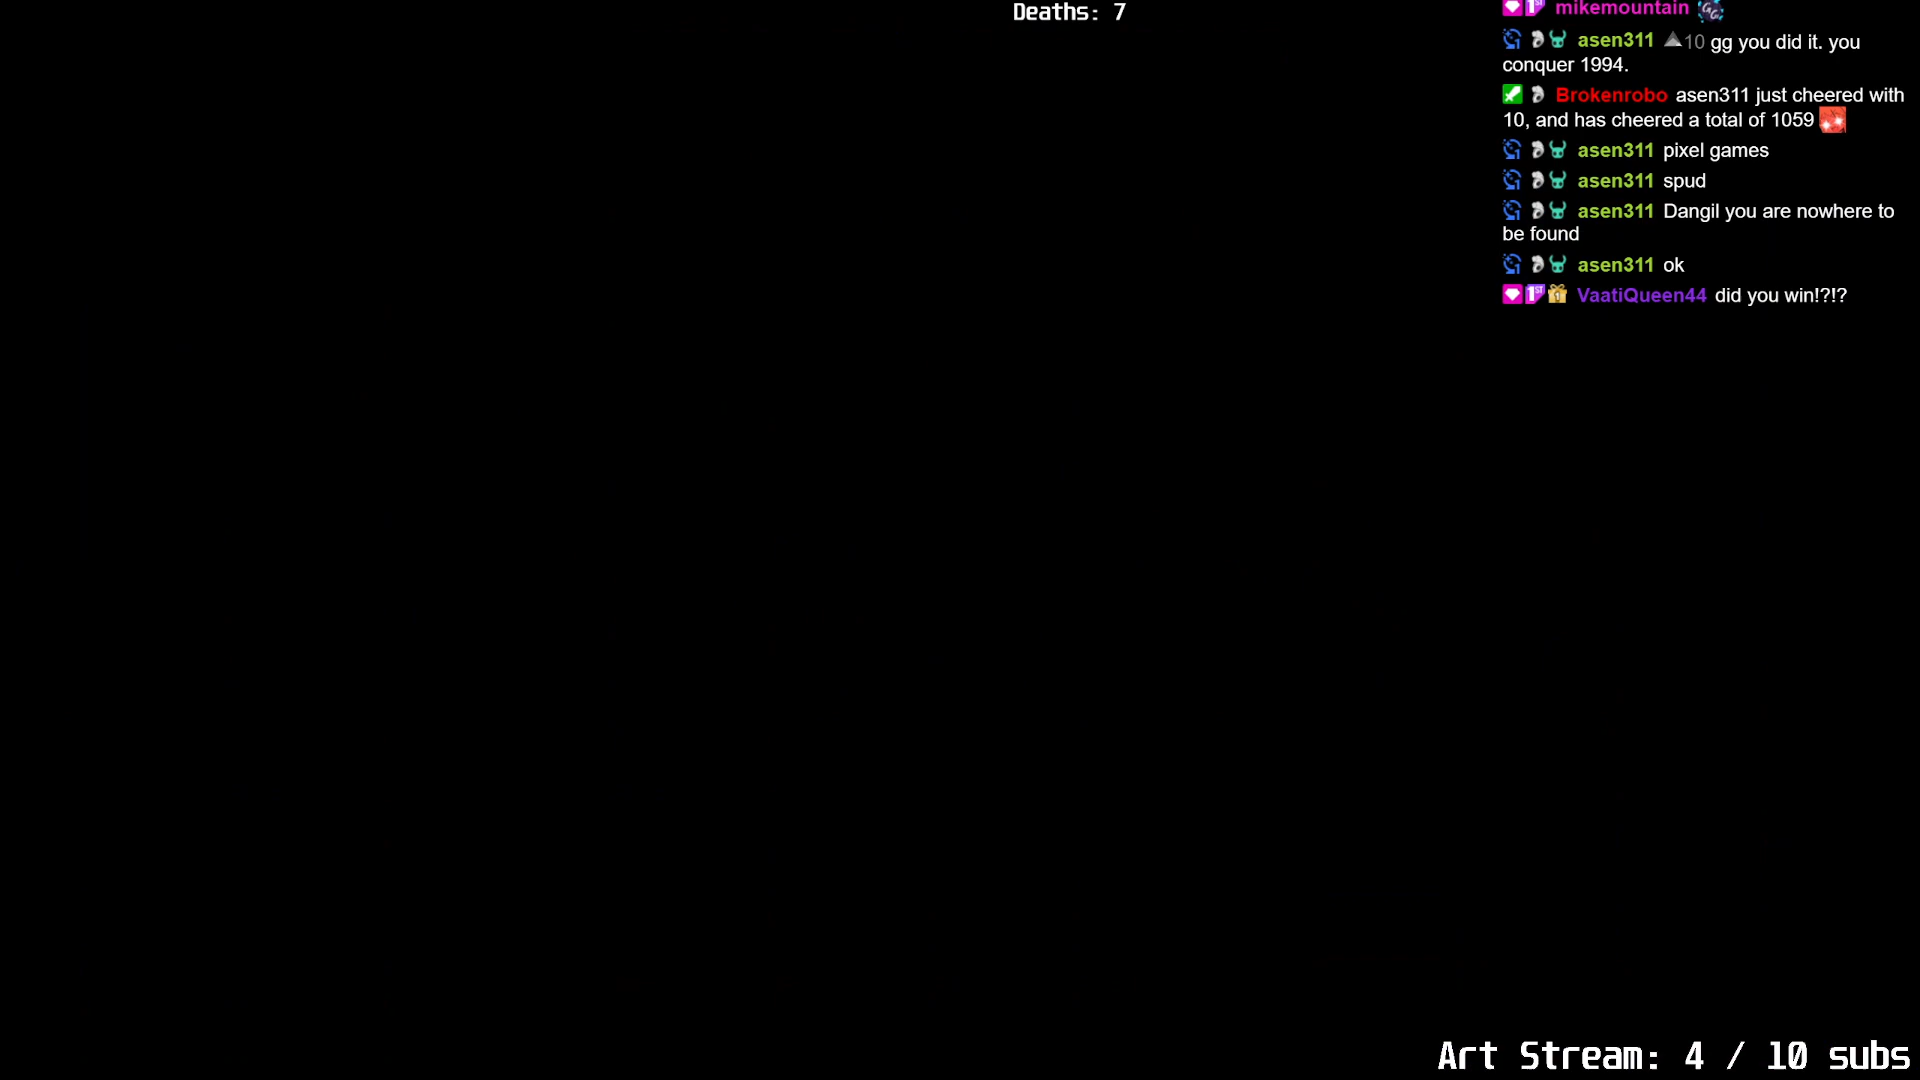 Deaths: 7
mikemountain
asen311 10 gg you did it. you
conquer 1994.
Brokenrobo asen311 just cheered with
10, and has cheered a total of 1059
asen311 pixel games
asen311 spud
asen311 Dangil you are nowhere to
be found
asen311 ok
VaatiQueen44 did you win!?!?
Art Stream: 4 / 10 subs